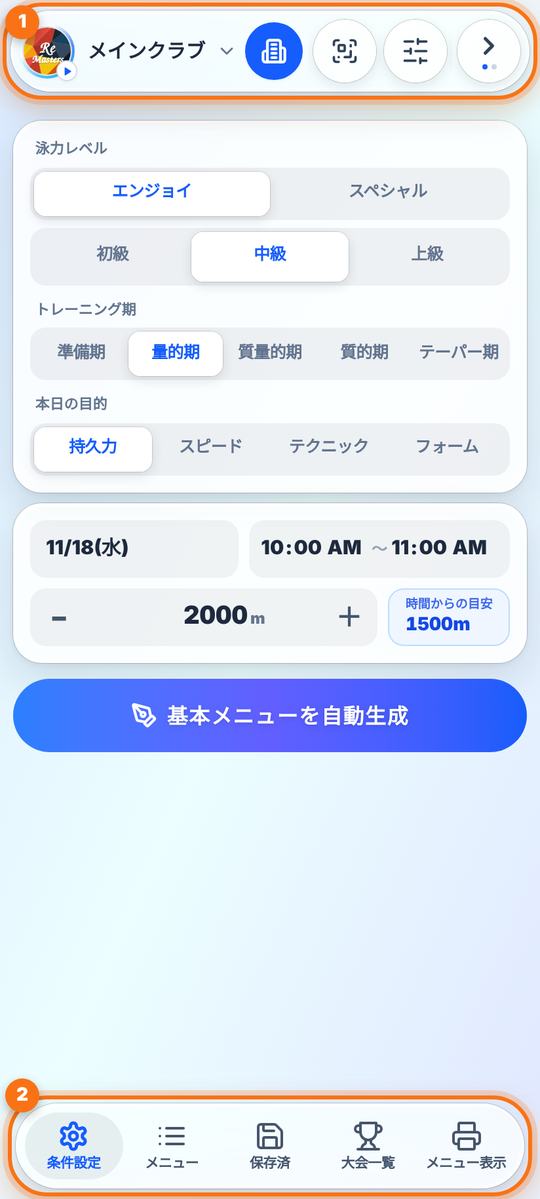 1
Re
Masters
メインクラブ
泳力レベル
エンジョイ スペシャル
初級 中級 上級
トレーニング期
準備期 量的期 質量的期 質的期 テーパー期
本日の目的
持久力 スピード テクニック フォーム
11/18(水) 10:00 AM ～ 11:00 AM
− 2000m ＋
時間からの目安
1500m
基本メニューを自動生成
2
条件設定 メニュー 保存済 大会一覧 メニュー表示